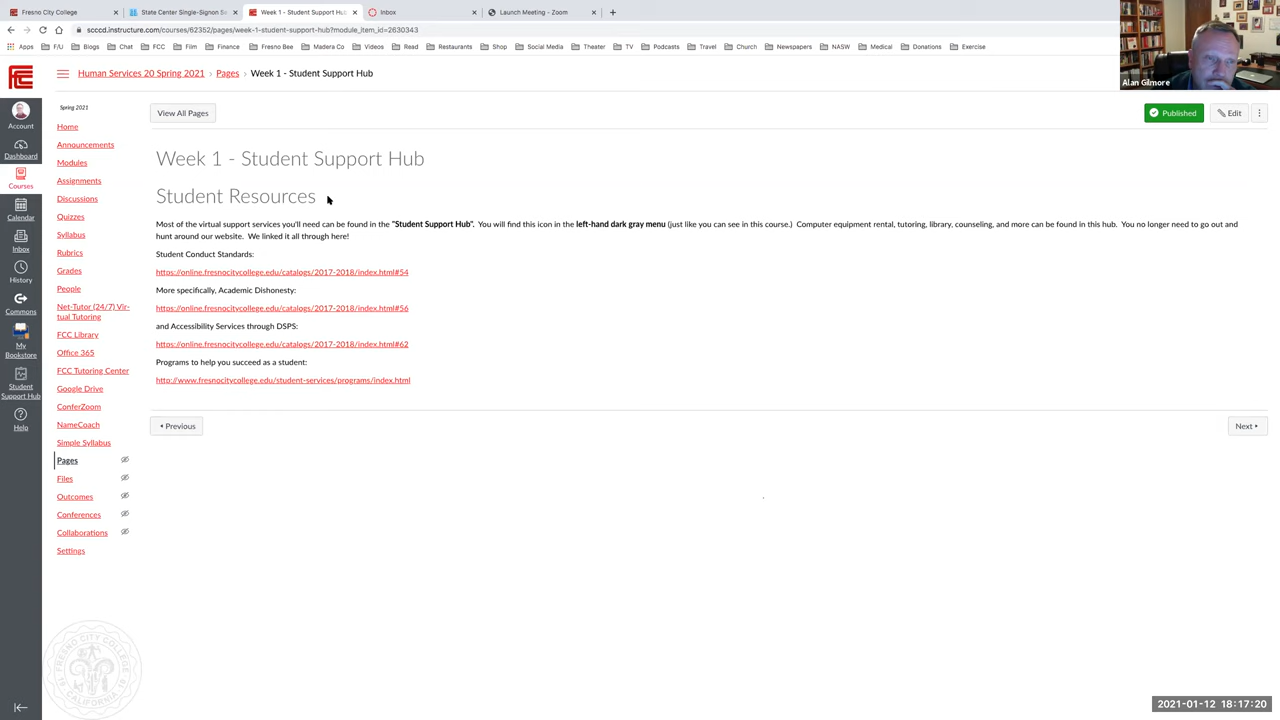 Fresno City College
State Center Single-Signon Se
Week 1 - Student Support Hub
Inbox
Launch Meeting - Zoom
scccd.instructure.com/courses/62352/pages/week-1-student-support-hub?module_item_id=2630343
Apps F/U Blogs Chat FCC Film Finance Fresno Bee Madera Co Videos Read Restaurants Shop Social Media Theater TV Podcasts Travel Church Newspapers NASW Medical Donations Exercise
Alan Gilmore
Human Services 20 Spring 2021 › Pages › Week 1 - Student Support Hub
Account
Dashboard
Courses
Calendar
Inbox
History
Commons
My
Bookstore
Student
Support Hub
Help
Spring 2021
Home
Announcements
Modules
Assignments
Discussions
Quizzes
Syllabus
Rubrics
Grades
People
Net-Tutor (24/7) Vir-
tual Tutoring
FCC Library
Office 365
FCC Tutoring Center
Google Drive
ConferZoom
NameCoach
Simple Syllabus
Pages
Files
Outcomes
Conferences
Collaborations
Settings
View All Pages
Published
Edit
Week 1 - Student Support Hub
Student Resources
Most of the virtual support services you'll need can be found in the "Student Support Hub". You will find this icon in the left-hand dark gray menu (just like you can see in this course.) Computer equipment rental, tutoring, library, counseling, and more can be found in this hub. You no longer need to go out and
hunt around our website. We linked it all through here!
Student Conduct Standards:
https://online.fresnocitycollege.edu/catalogs/2017-2018/index.html#54
More specifically, Academic Dishonesty:
https://online.fresnocitycollege.edu/catalogs/2017-2018/index.html#56
and Accessibility Services through DSPS:
https://online.fresnocitycollege.edu/catalogs/2017-2018/index.html#62
Programs to help you succeed as a student:
http://www.fresnocitycollege.edu/student-services/programs/index.html
Previous
Next
2021-01-12 18:17:20